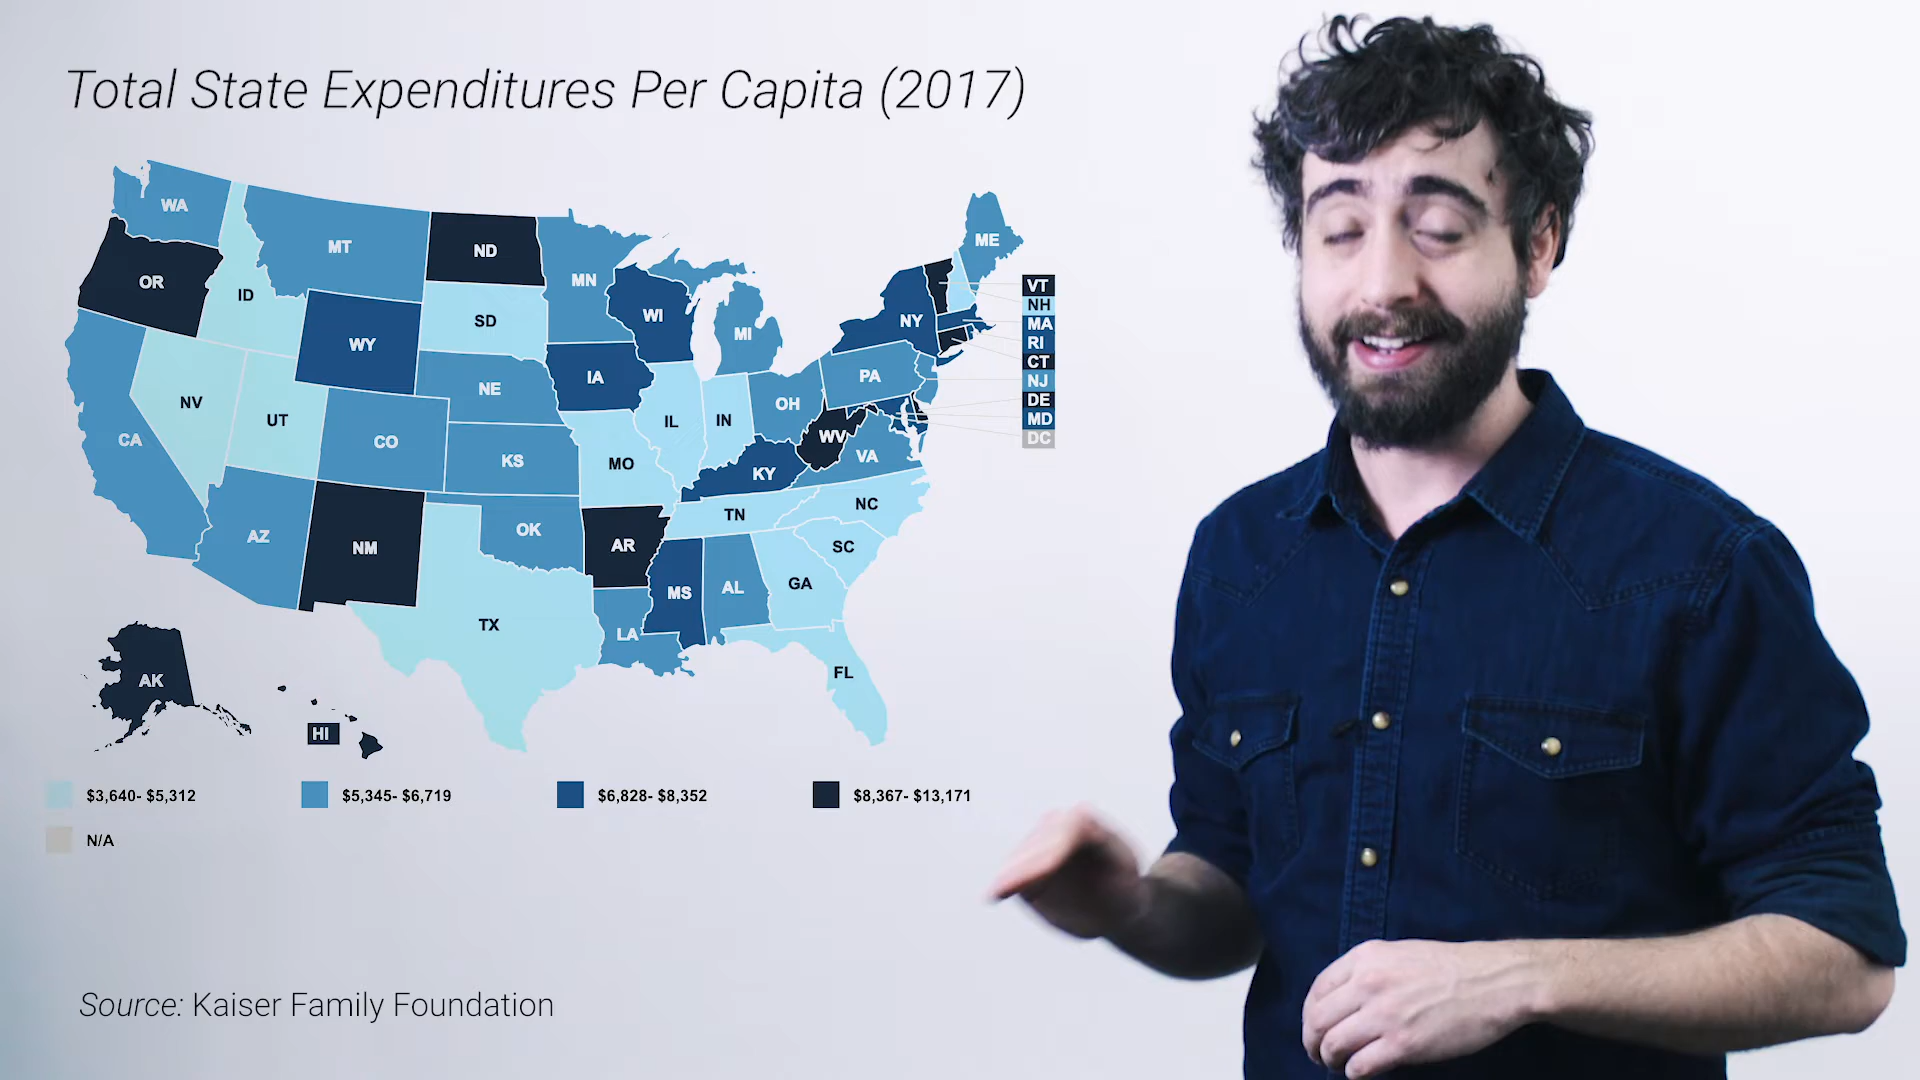 Total State Expenditures Per Capita (2017)
WA
MT
ND
MN
ME
OR
ID
SD
WI
MI
NY
VT
NH
MA
RI
CT
NJ
DE
MD
DC
WY
NE
IA
PA
NV
UT
CO
IL
IN
OH
CA
KS
MO
WV
VA
KY
AZ
NM
OK
AR
TN
NC
SC
MS
AL
GA
TX
LA
FL
AK
HI
$3,640- $5,312
$5,345- $6,719
$6,828- $8,352
$8,367- $13,171
N/A
Source: Kaiser Family Foundation